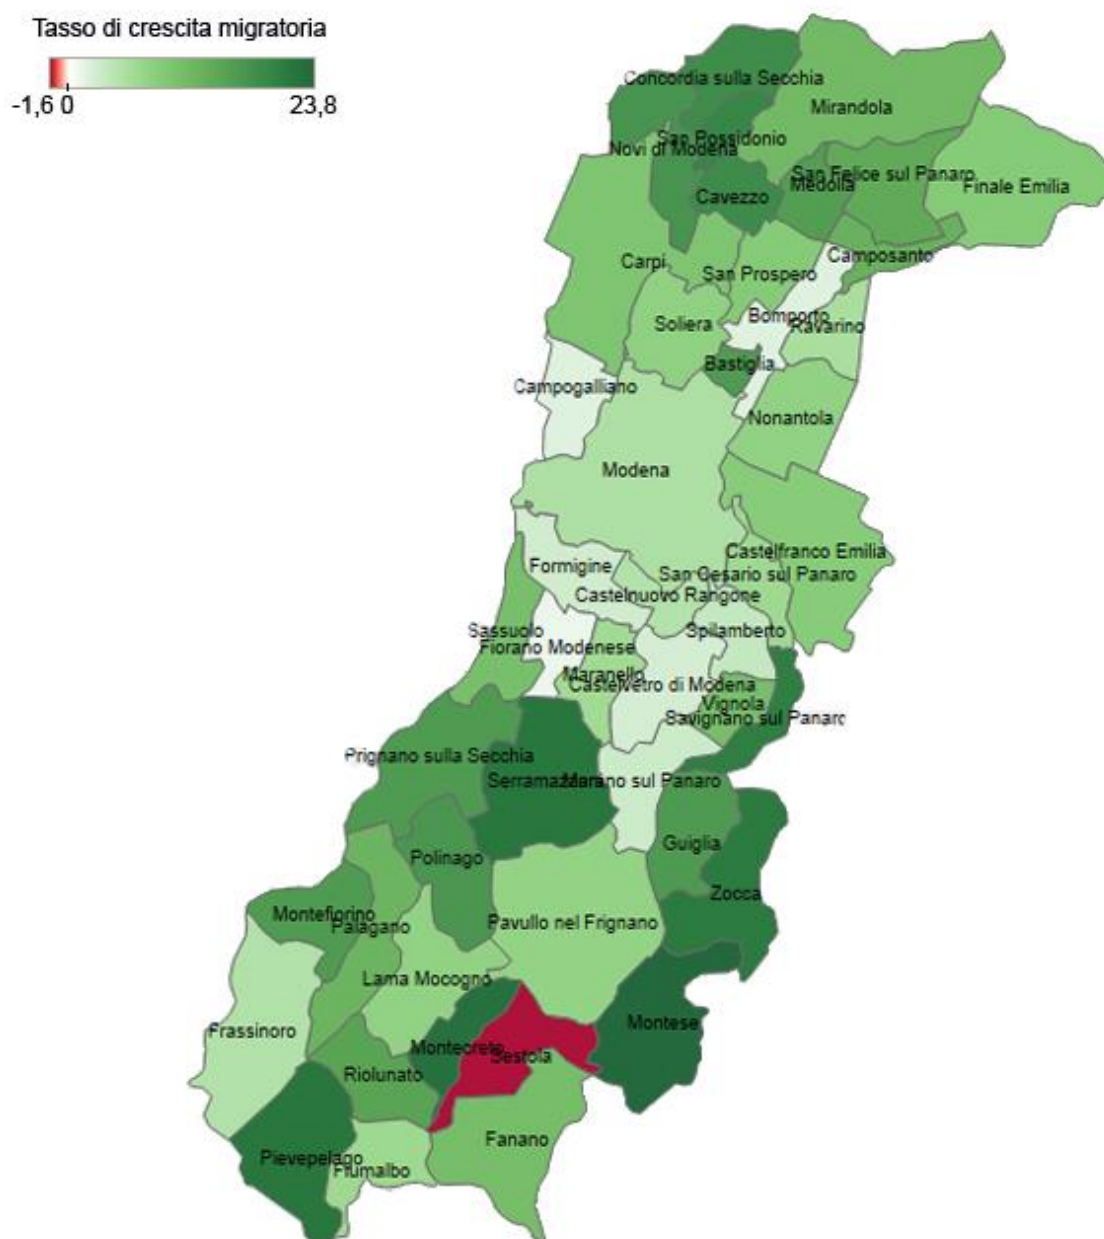 Tasso di crescita migratoria
-1,6 0 23,8
Concordia sulla Secchia
Mirandola
San Possidonio
Novi di Modena
San Felice sul Panaro
Medolla
Finale Emilia
Cavezzo
Camposanto
Carpi
San Prospero
Bomporto
Ravarino
Soliera
Bastiglia
Campogalliano
Nonantola
Modena
Castelfranco Emilia
Formigine
San Cesario sul Panaro
Castelnuovo Rangone
Sassuolo
Spilamberto
Fiorano Modenese
Maranello
Castelvetro di Modena
Vignola
Savignano sul Panaro
Prignano sulla Secchia
Serramazzoni
Marano sul Panaro
Guiglia
Polinago
Zocca
Montefiorino
Palagano
Pavullo nel Frignano
Lama Mocogno
Montese
Frassinoro
Montecreto
Sestola
Riolunato
Fanano
Pievepelago
Fiumalbo